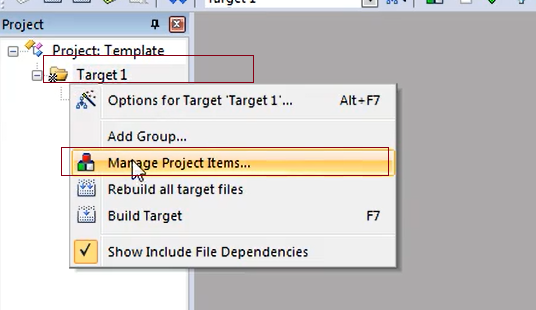 Target 1
Project
Project: Template
Target 1
Options for Target 'Target 1'... Alt+F7
Add Group...
Manage Project Items...
Rebuild all target files
Build Target F7
Show Include File Dependencies